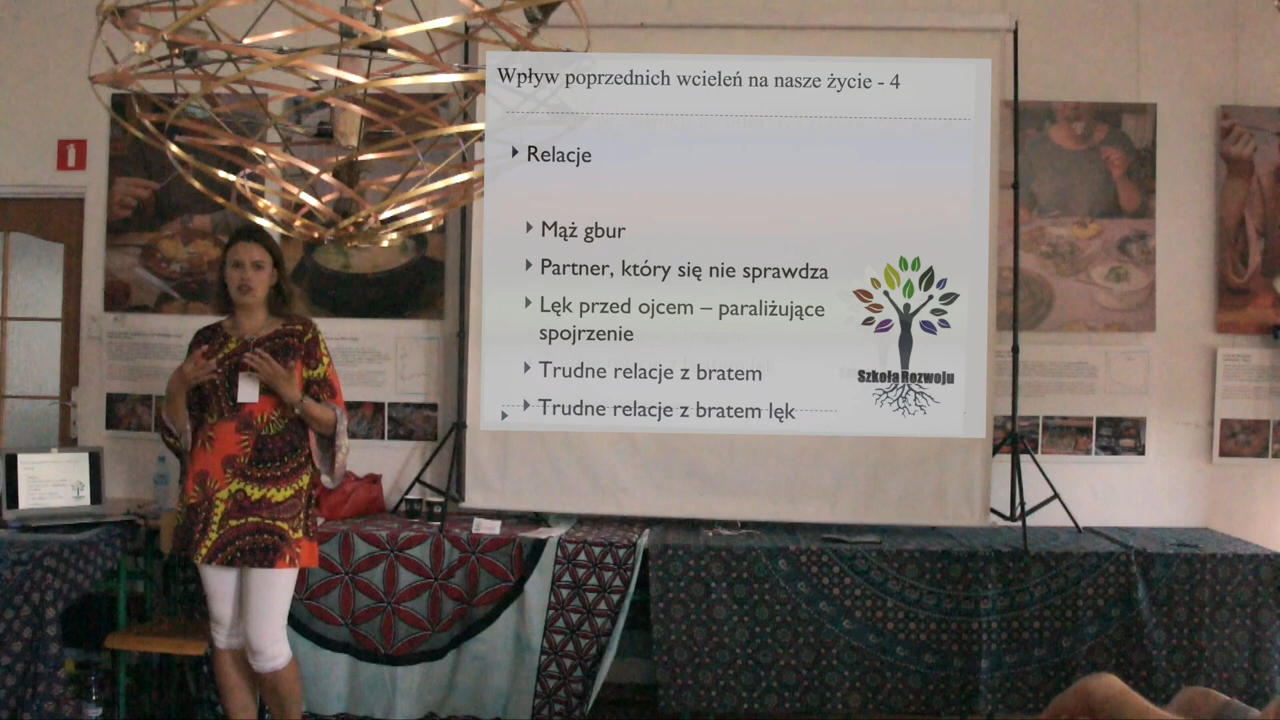 Wpływ poprzednich wcieleń na nasze życie - 4
Relacje
Mąż gbur
Partner, który się nie sprawdza
Lęk przed ojcem – paraliżujące
spojrzenie
Trudne relacje z bratem
Trudne relacje z bratem lęk
Szkoła Rozwoju